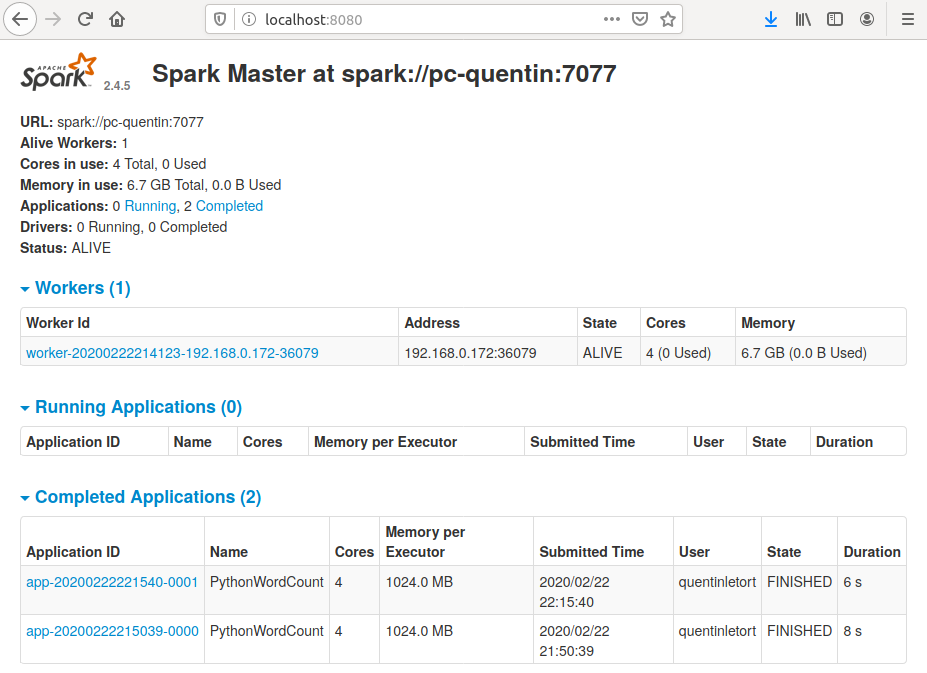 localhost:8080
APACHE
Spark 2.4.5 Spark Master at spark://pc-quentin:7077
URL: spark://pc-quentin:7077
Alive Workers: 1
Cores in use: 4 Total, 0 Used
Memory in use: 6.7 GB Total, 0.0 B Used
Applications: 0 Running, 2 Completed
Drivers: 0 Running, 0 Completed
Status: ALIVE
Workers (1)
Worker Id Address State Cores Memory
worker-20200222214123-192.168.0.172-36079 192.168.0.172:36079 ALIVE 4 (0 Used) 6.7 GB (0.0 B Used)
Running Applications (0)
Application ID Name Cores Memory per Executor Submitted Time User State Duration
Completed Applications (2)
Memory per
Application ID Name Cores Executor Submitted Time User State Duration
app-20200222221540-0001 PythonWordCount 4 1024.0 MB 2020/02/22 quentinletort FINISHED 6 s
22:15:40
app-20200222215039-0000 PythonWordCount 4 1024.0 MB 2020/02/22 quentinletort FINISHED 8 s
21:50:39